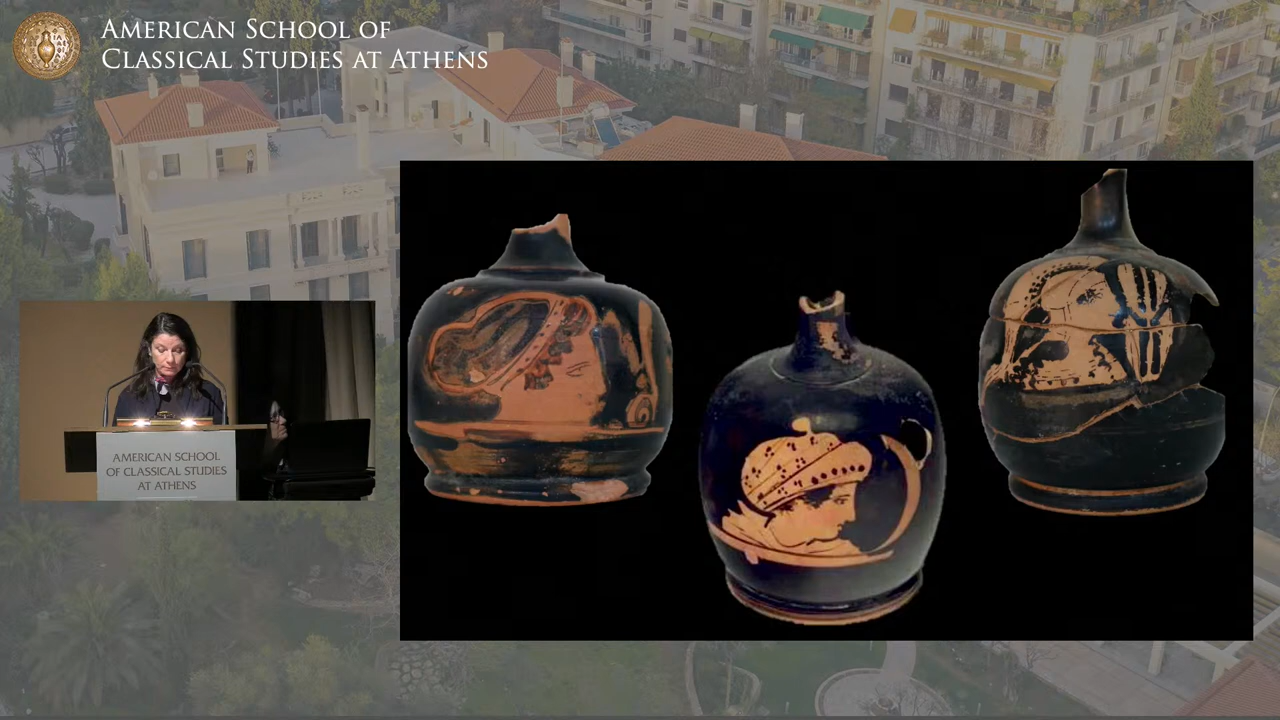 American School of
Classical Studies at Athens
AMERICAN SCHOOL
OF CLASSICAL STUDIES
AT ATHENS